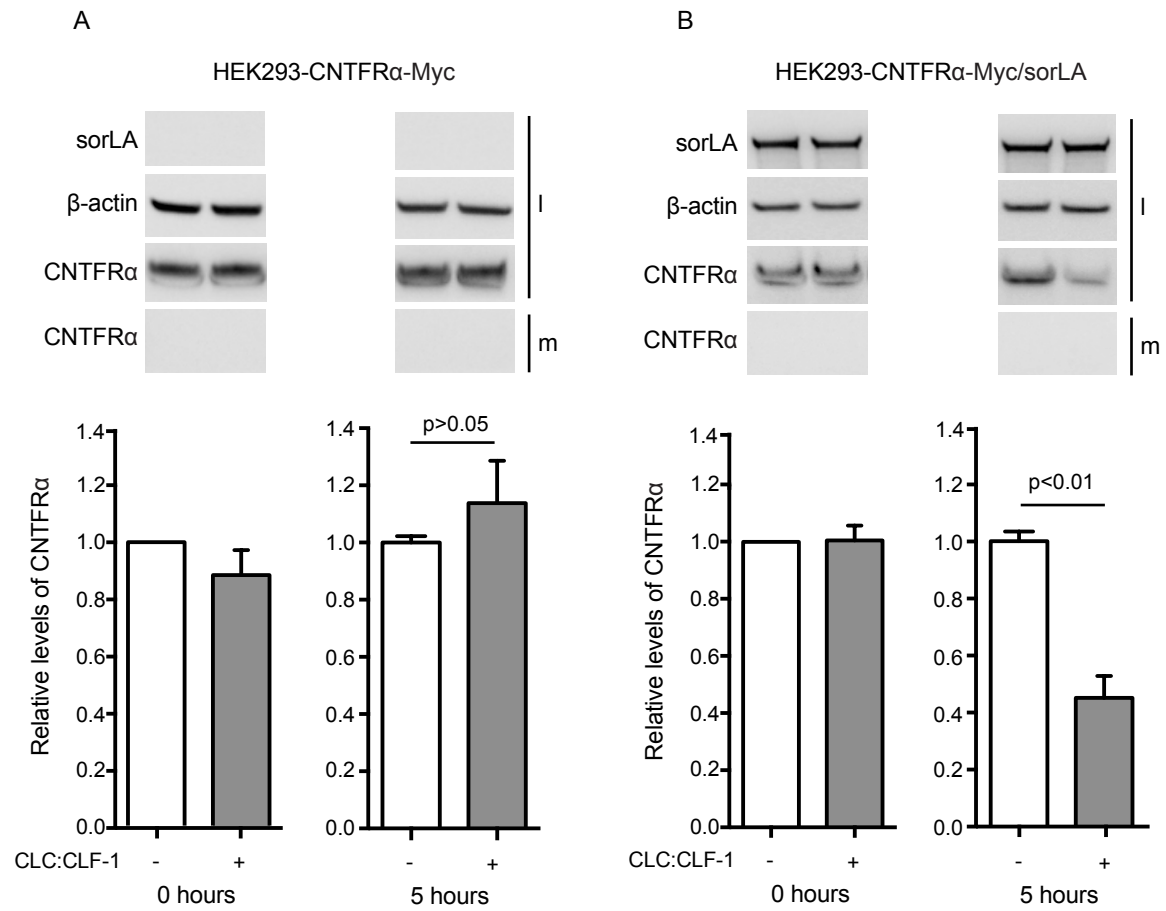 A
HEK293-CNTFRα-Myc
sorLA
β-actin
CNTFRα
CNTFRα
l
m
Relative levels of CNTFRα
1.4
1.2
1.0
0.8
0.6
0.4
0.2
0.0
1.4
1.2
1.0
0.8
0.6
0.4
0.2
0.0
p>0.05
CLC:CLF-1 - + - +
0 hours 5 hours
B
HEK293-CNTFRα-Myc/sorLA
sorLA
β-actin
CNTFRα
CNTFRα
l
m
Relative levels of CNTFRα
1.4
1.2
1.0
0.8
0.6
0.4
0.2
0.0
1.4
1.2
1.0
0.8
0.6
0.4
0.2
0.0
p<0.01
CLC:CLF-1 - + - +
0 hours 5 hours